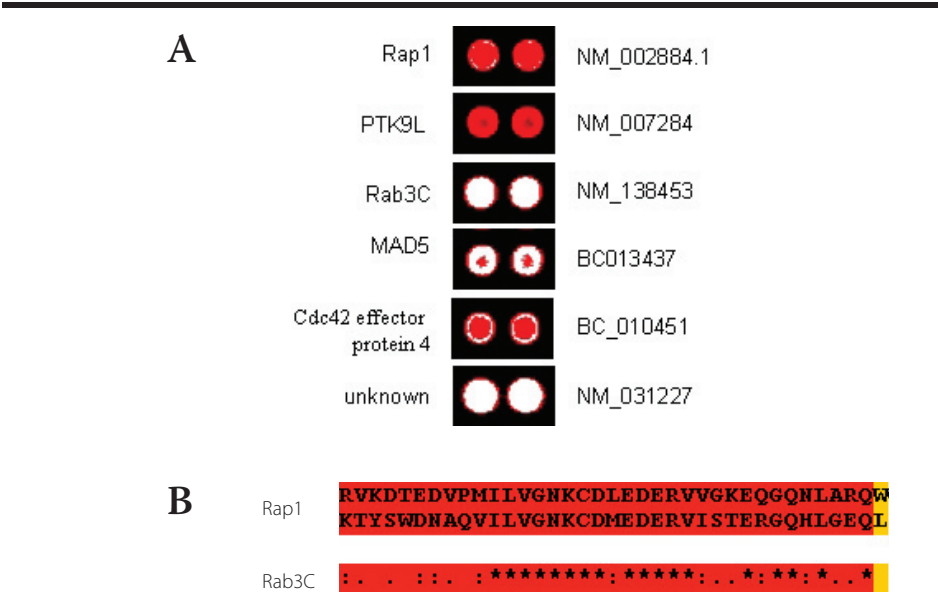 A
Rap1 NM_002884.1
PTK9L NM_007284
Rab3C NM_138453
MAD5 BC013437
Cdc42 effector
protein 4 BC_010451
unknown NM_031227
B
Rap1 RVKDTEDVPMILVGNKCDLEDERVVGKEQGQNLARQW
KTYSWDNAQVILVGNKCDMEDERVISTERGQHLGEQL
Rab3C :. . ::. :********:*****:..*:**:*..*